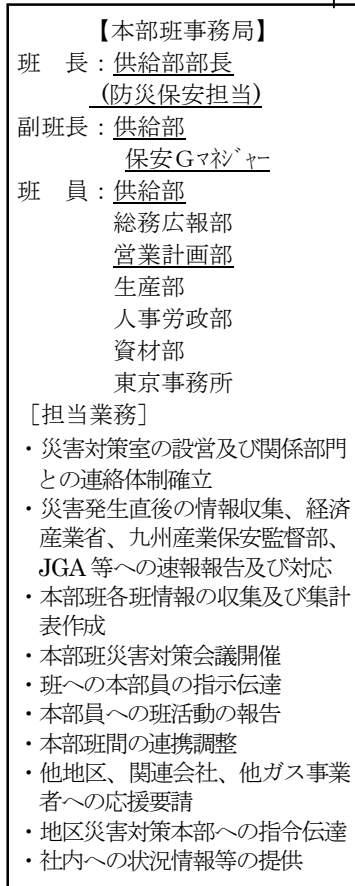 【本部班事務局】
班　長：供給部部長
(防災保安担当)
副班長：供給部
保安Gﾏﾈｼﾞｬｰ
班　員：供給部
総務広報部
営業計画部
生産部
人事労政部
資材部
東京事務所
［担当業務］
・災害対策室の設営及び関係部門
との連絡体制確立
・災害発生直後の情報収集、経済
産業省、九州産業保安監督部、
JGA 等への速報報告及び対応
・本部班各班情報の収集及び集計
表作成
・本部班災害対策会議開催
・班への本部員の指示伝達
・本部員への班活動の報告
・本部班間の連携調整
・他地区、関連会社、他ガス事業
者への応援要請
・地区災害対策本部への指令伝達
・社内への状況情報等の提供